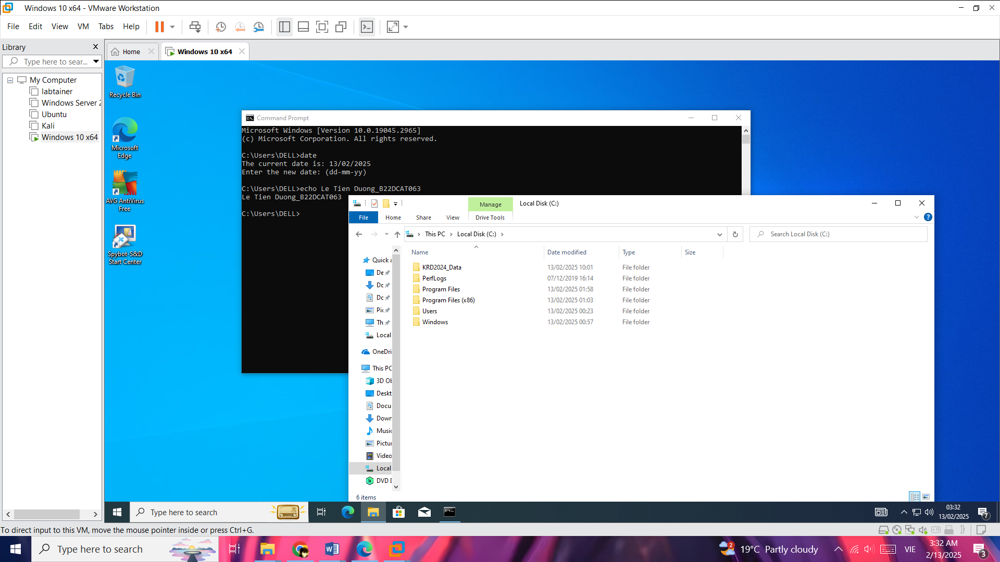 Windows 10 x64 - VMware Workstation
File Edit View VM Tabs Help
Library
Type here to sear...
My Computer
labtainer
Windows Server 2
Ubuntu
Kali
Windows 10 x64
Home
Windows 10 x64
Recycle Bin
Microsoft
Edge
AVG AntiVirus
Free
Spybot-S&D
Start Center
Command Prompt
Microsoft Windows [Version 10.0.19045.2965]
(c) Microsoft Corporation. All rights reserved.
C:\Users\DELL>date
The current date is: 13/02/2025
Enter the new date: (dd-mm-yy)
C:\Users\DELL>echo Le Tien Duong_B22DCAT063
Le Tien Duong_B22DCAT063
C:\Users\DELL>
Manage
Local Disk (C:)
File Home Share View Drive Tools
This PC
Local Disk (C:)
Search Local Disk (C:)
Name Date modified Type Size
KRD2024_Data 13/02/2025 10:01 File folder
PerfLogs 07/12/2019 16:14 File folder
Program Files 13/02/2025 01:58 File folder
Program Files (x86) 13/02/2025 01:03 File folder
Users 13/02/2025 00:23 File folder
Windows 13/02/2025 00:57 File folder
Quick a
De
Dc
Dc
Pic
Th
Local
OneDri
This PC
3D Ob
Deskt
Docu
Down
Music
Pictu
Video
Local
DVD D
6 items
Type here to search
03:32
13/02/2025
7
To direct input to this VM, move the mouse pointer inside or press Ctrl+G.
Type here to search
2
19°C Partly cloudy
VIE
3:32 AM
2/13/2025
3